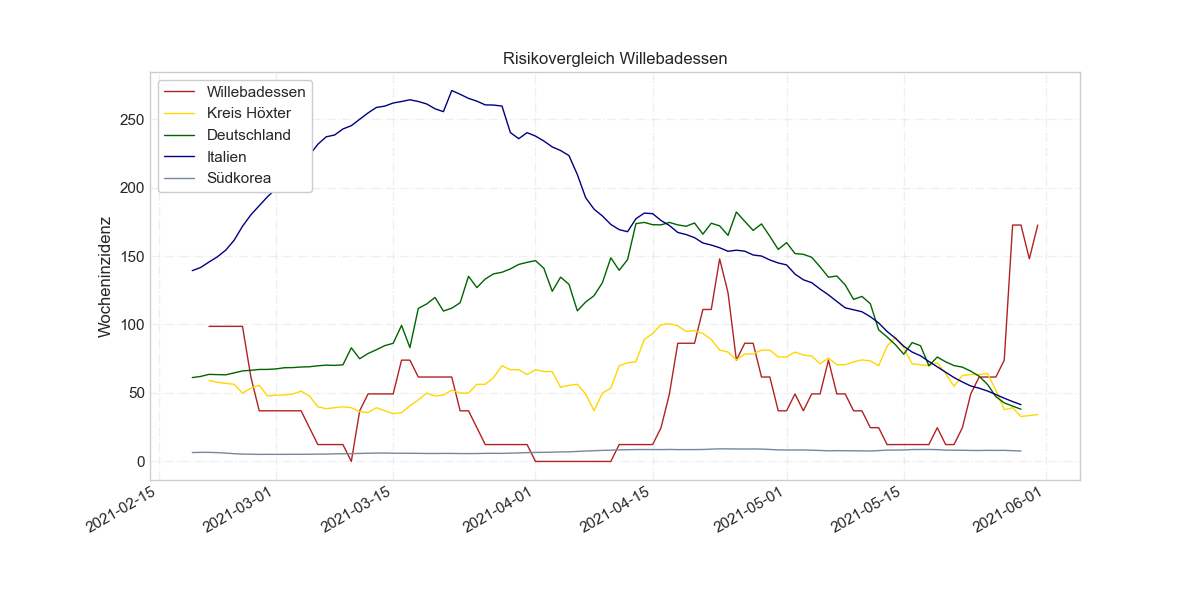 Risikovergleich Willebadessen
Willebadessen
Kreis Höxter
Deutschland
Italien
Südkorea
Wocheninzidenz
250
200
150
100
50
0
2021-02-15
2021-03-01
2021-03-15
2021-04-01
2021-04-15
2021-05-01
2021-05-15
2021-06-01